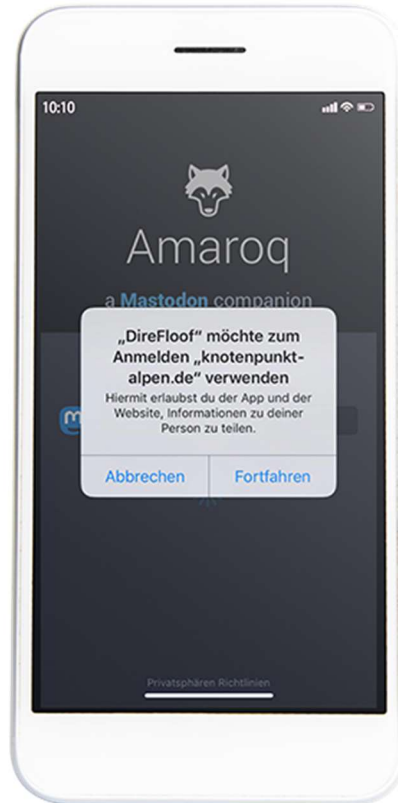 10:10
Amaroq
a Mastodon companion
„DireFloof“ möchte zum
Anmelden „knotenpunkt-
alpen.de“ verwenden
Hiermit erlaubst du der App und der
Website, Informationen zu deiner
Person zu teilen.
Abbrechen Fortfahren
Privatsphären Richtlinien